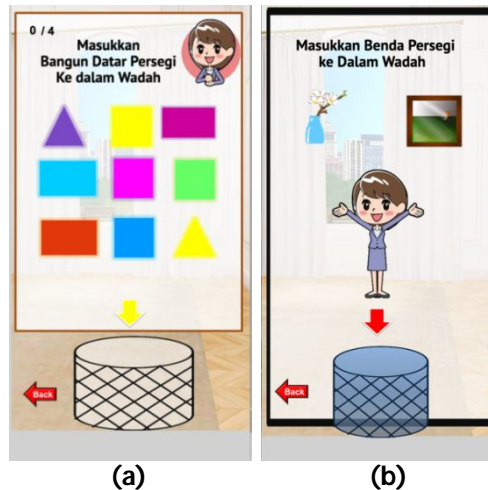 0 / 4
Masukkan
Bangun Datar Persegi
Ke dalam Wadah
Back
(a)
Masukkan Benda Persegi
ke Dalam Wadah
Back
(b)